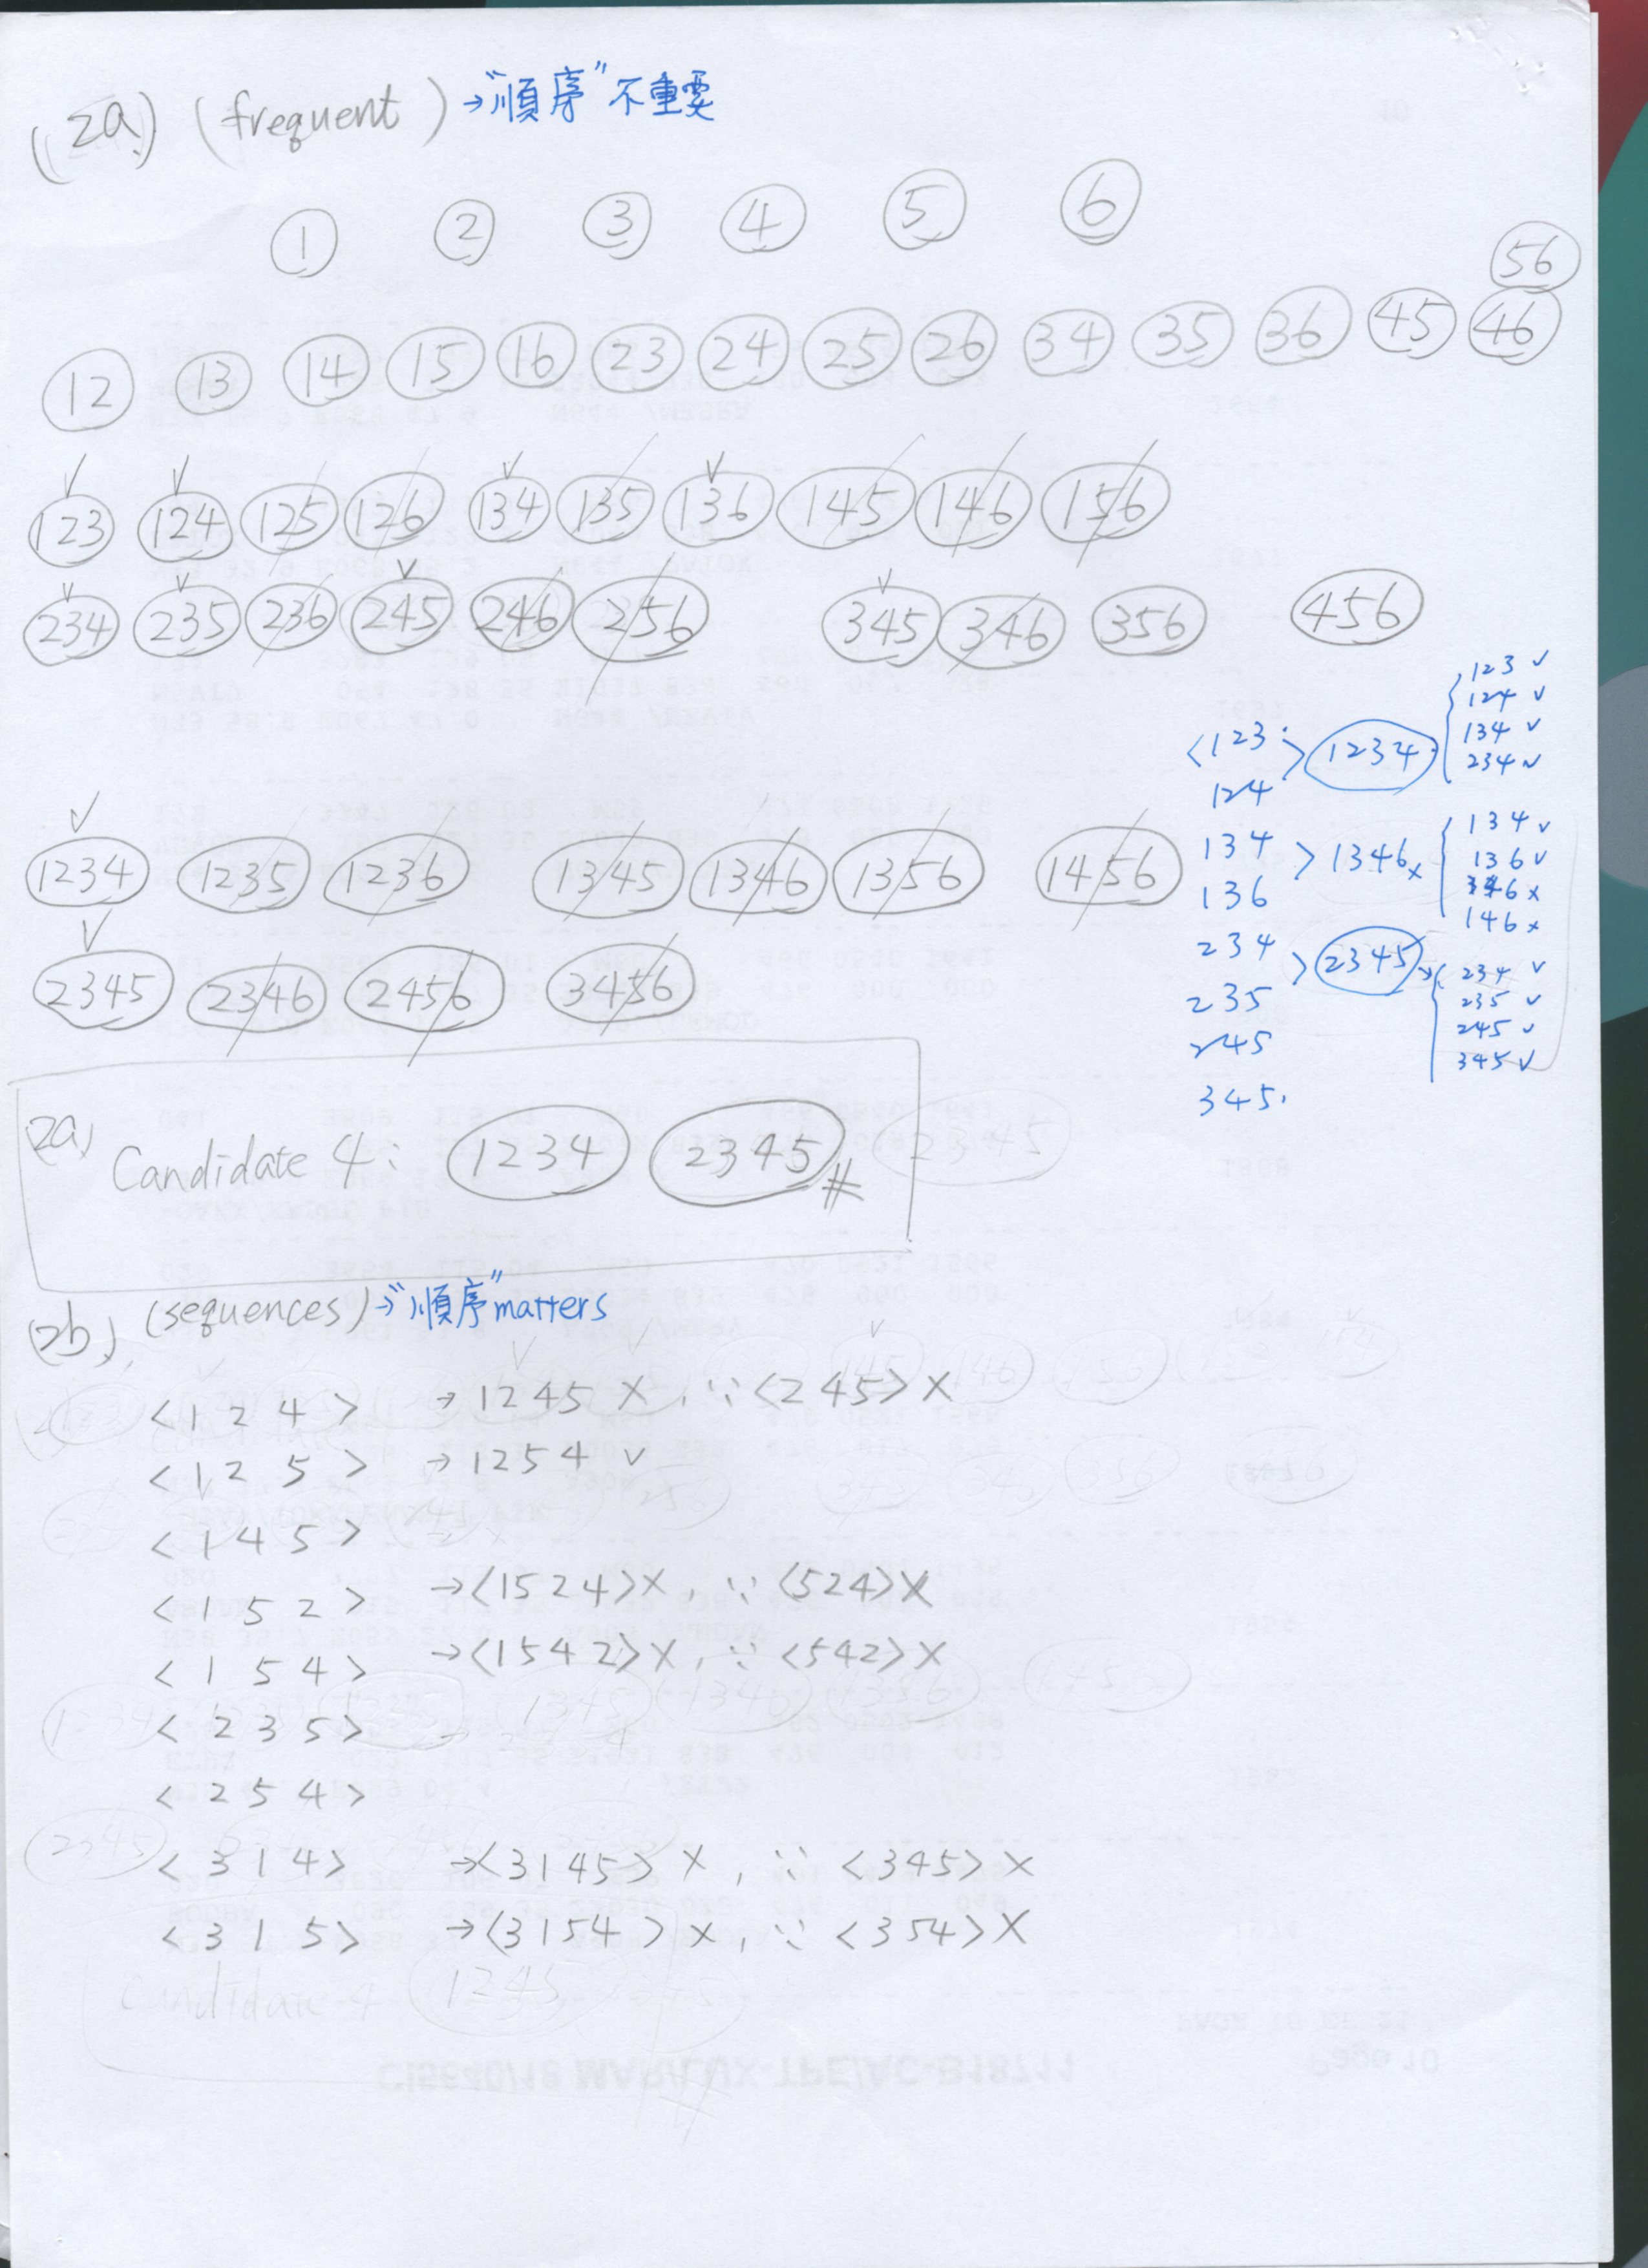 (2a) (frequent) → "順序" 不重要
1 2 3 4 5 6
56
12 13 14 15 16 23 24 25 26 34 35 36 45 46
✓ ✓ ✓ ✓
123 124 125 126 134 135 136 145 146 156
✓ ✓ ✓ ✓
234 235 236 245 246 256 345 346 356 456
✓
1234 1235 1236 1345 1346 1356 1456
✓
2345 2346 2456 3456
<123 > 1234 { 123 ✓
124 124 ✓
134 ✓
234 ✓
134 > 1346 x { 134 ✓
136 136 ✓
346 x
146 x
234 > 2345 → { 234 ✓
235 235 ✓
245 245 ✓
345 345 ✓
2a)
Candidate 4: 1234 2345 #
(2b) (sequences) → "順序" matters
< 1 2 4 > → 1245 X, ∵ <245> X
< 1 2 5 > → 1254 ✓
< 1 4 5 >
< 1 5 2 > → <1524> X, ∵ <524> X
< 1 5 4 > → <1542> X, ∵ <542> X
< 2 3 5 >
< 2 5 4 >
< 3 1 4 > → <3145> X, ∵ <345> X
< 3 1 5 > → <3154> X, ∵ <354> X
Candidate 4 1245